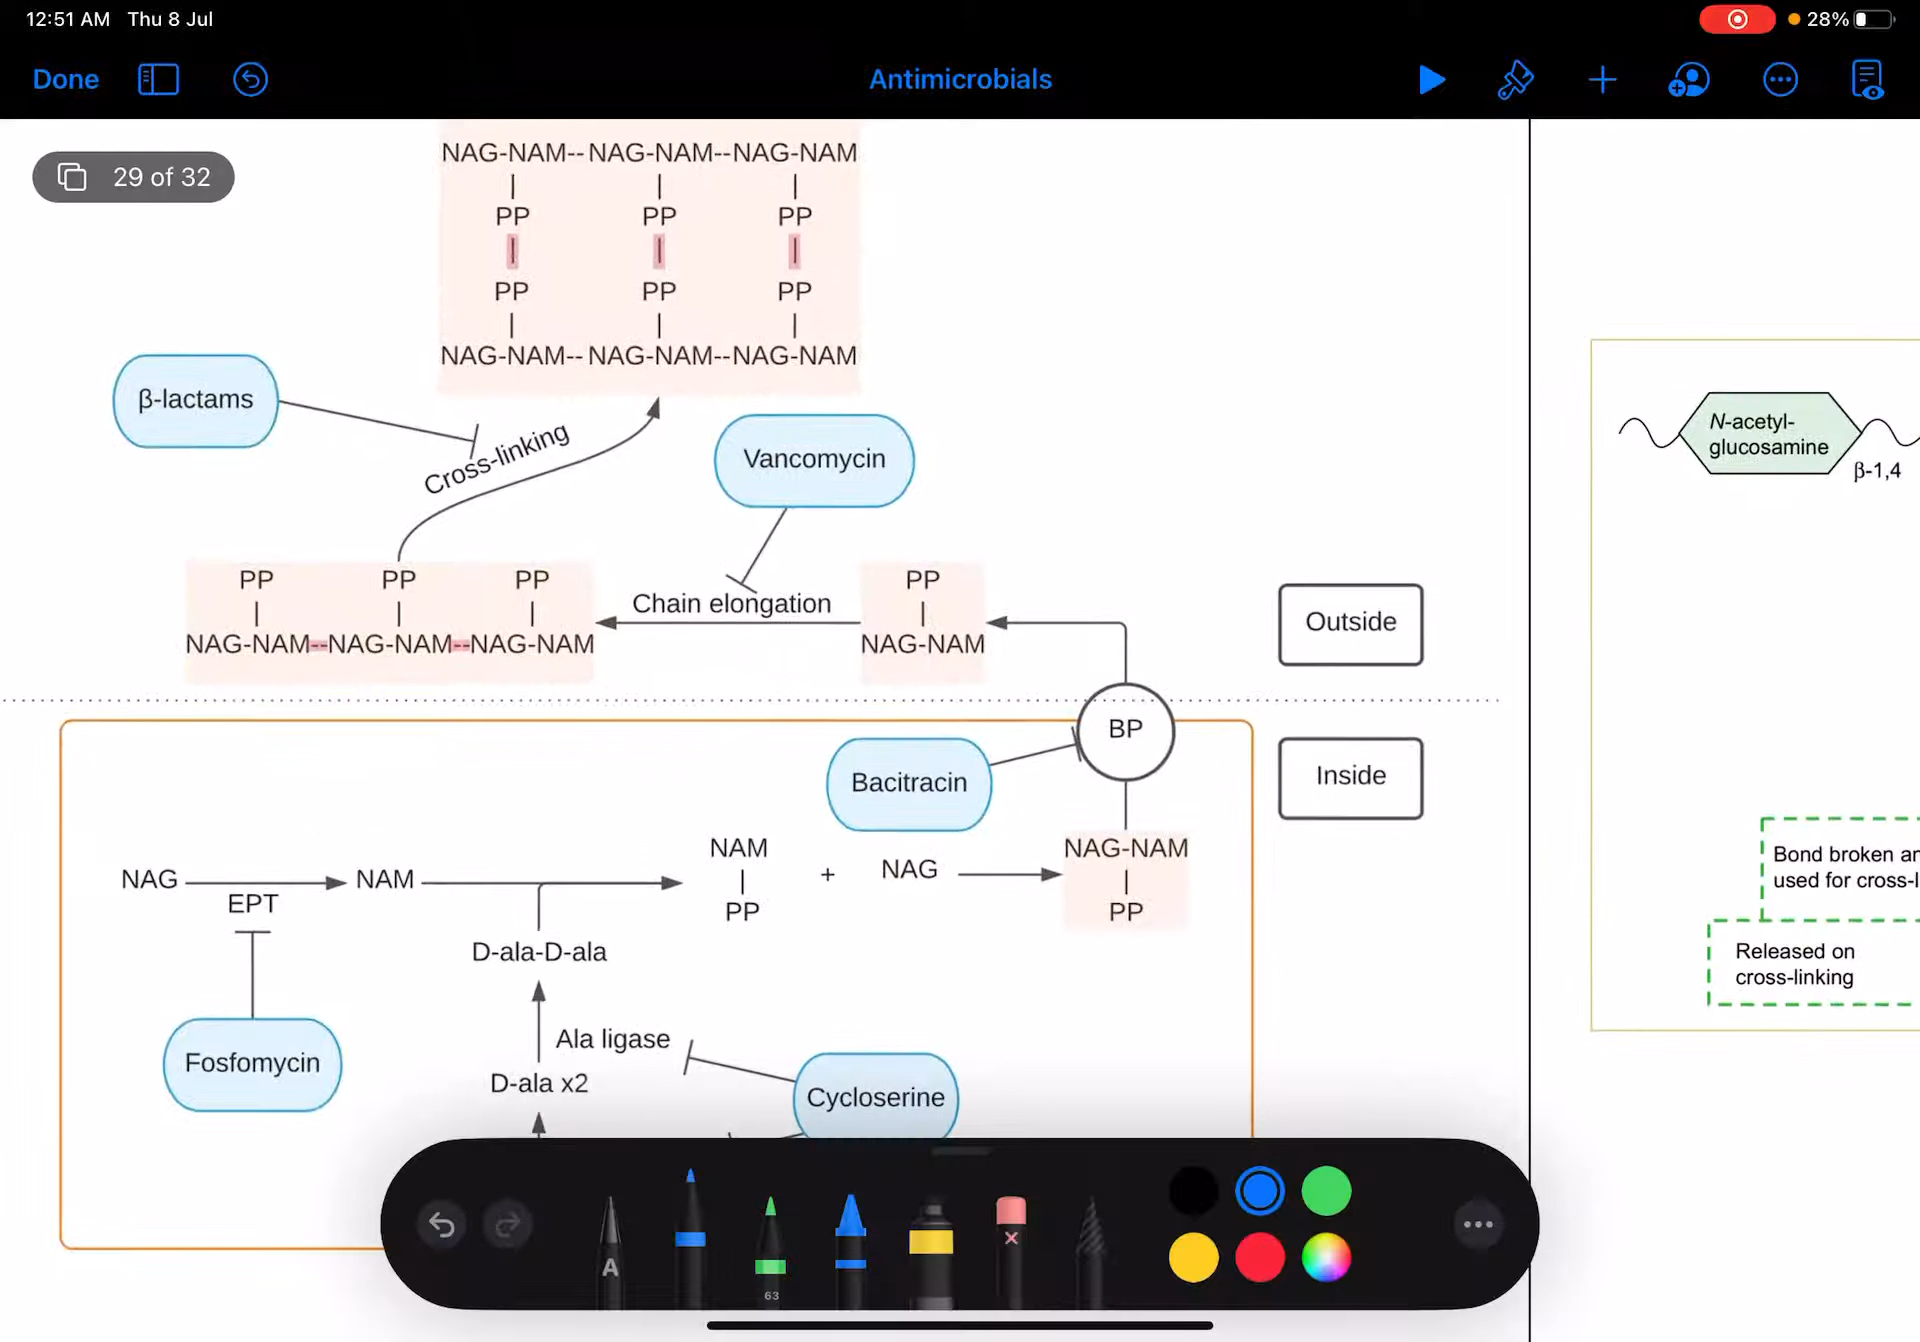 12:51 AM Thu 8 Jul
28%
Done
Antimicrobials
29 of 32
NAG-NAM--NAG-NAM--NAG-NAM
PP PP PP
PP PP PP
NAG-NAM--NAG-NAM--NAG-NAM
β-lactams
Cross-linking
Vancomycin
PP PP PP
NAG-NAM--NAG-NAM--NAG-NAM
Chain elongation
PP
NAG-NAM
Outside
BP
Inside
Bacitracin
NAG
EPT
NAM
NAM
PP
+
NAG
NAG-NAM
PP
D-ala-D-ala
Ala ligase
D-ala x2
Fosfomycin
Cycloserine
N-acetyl-
glucosamine
β-1,4
Bond broken an
used for cross-l
Released on
cross-linking
A
63